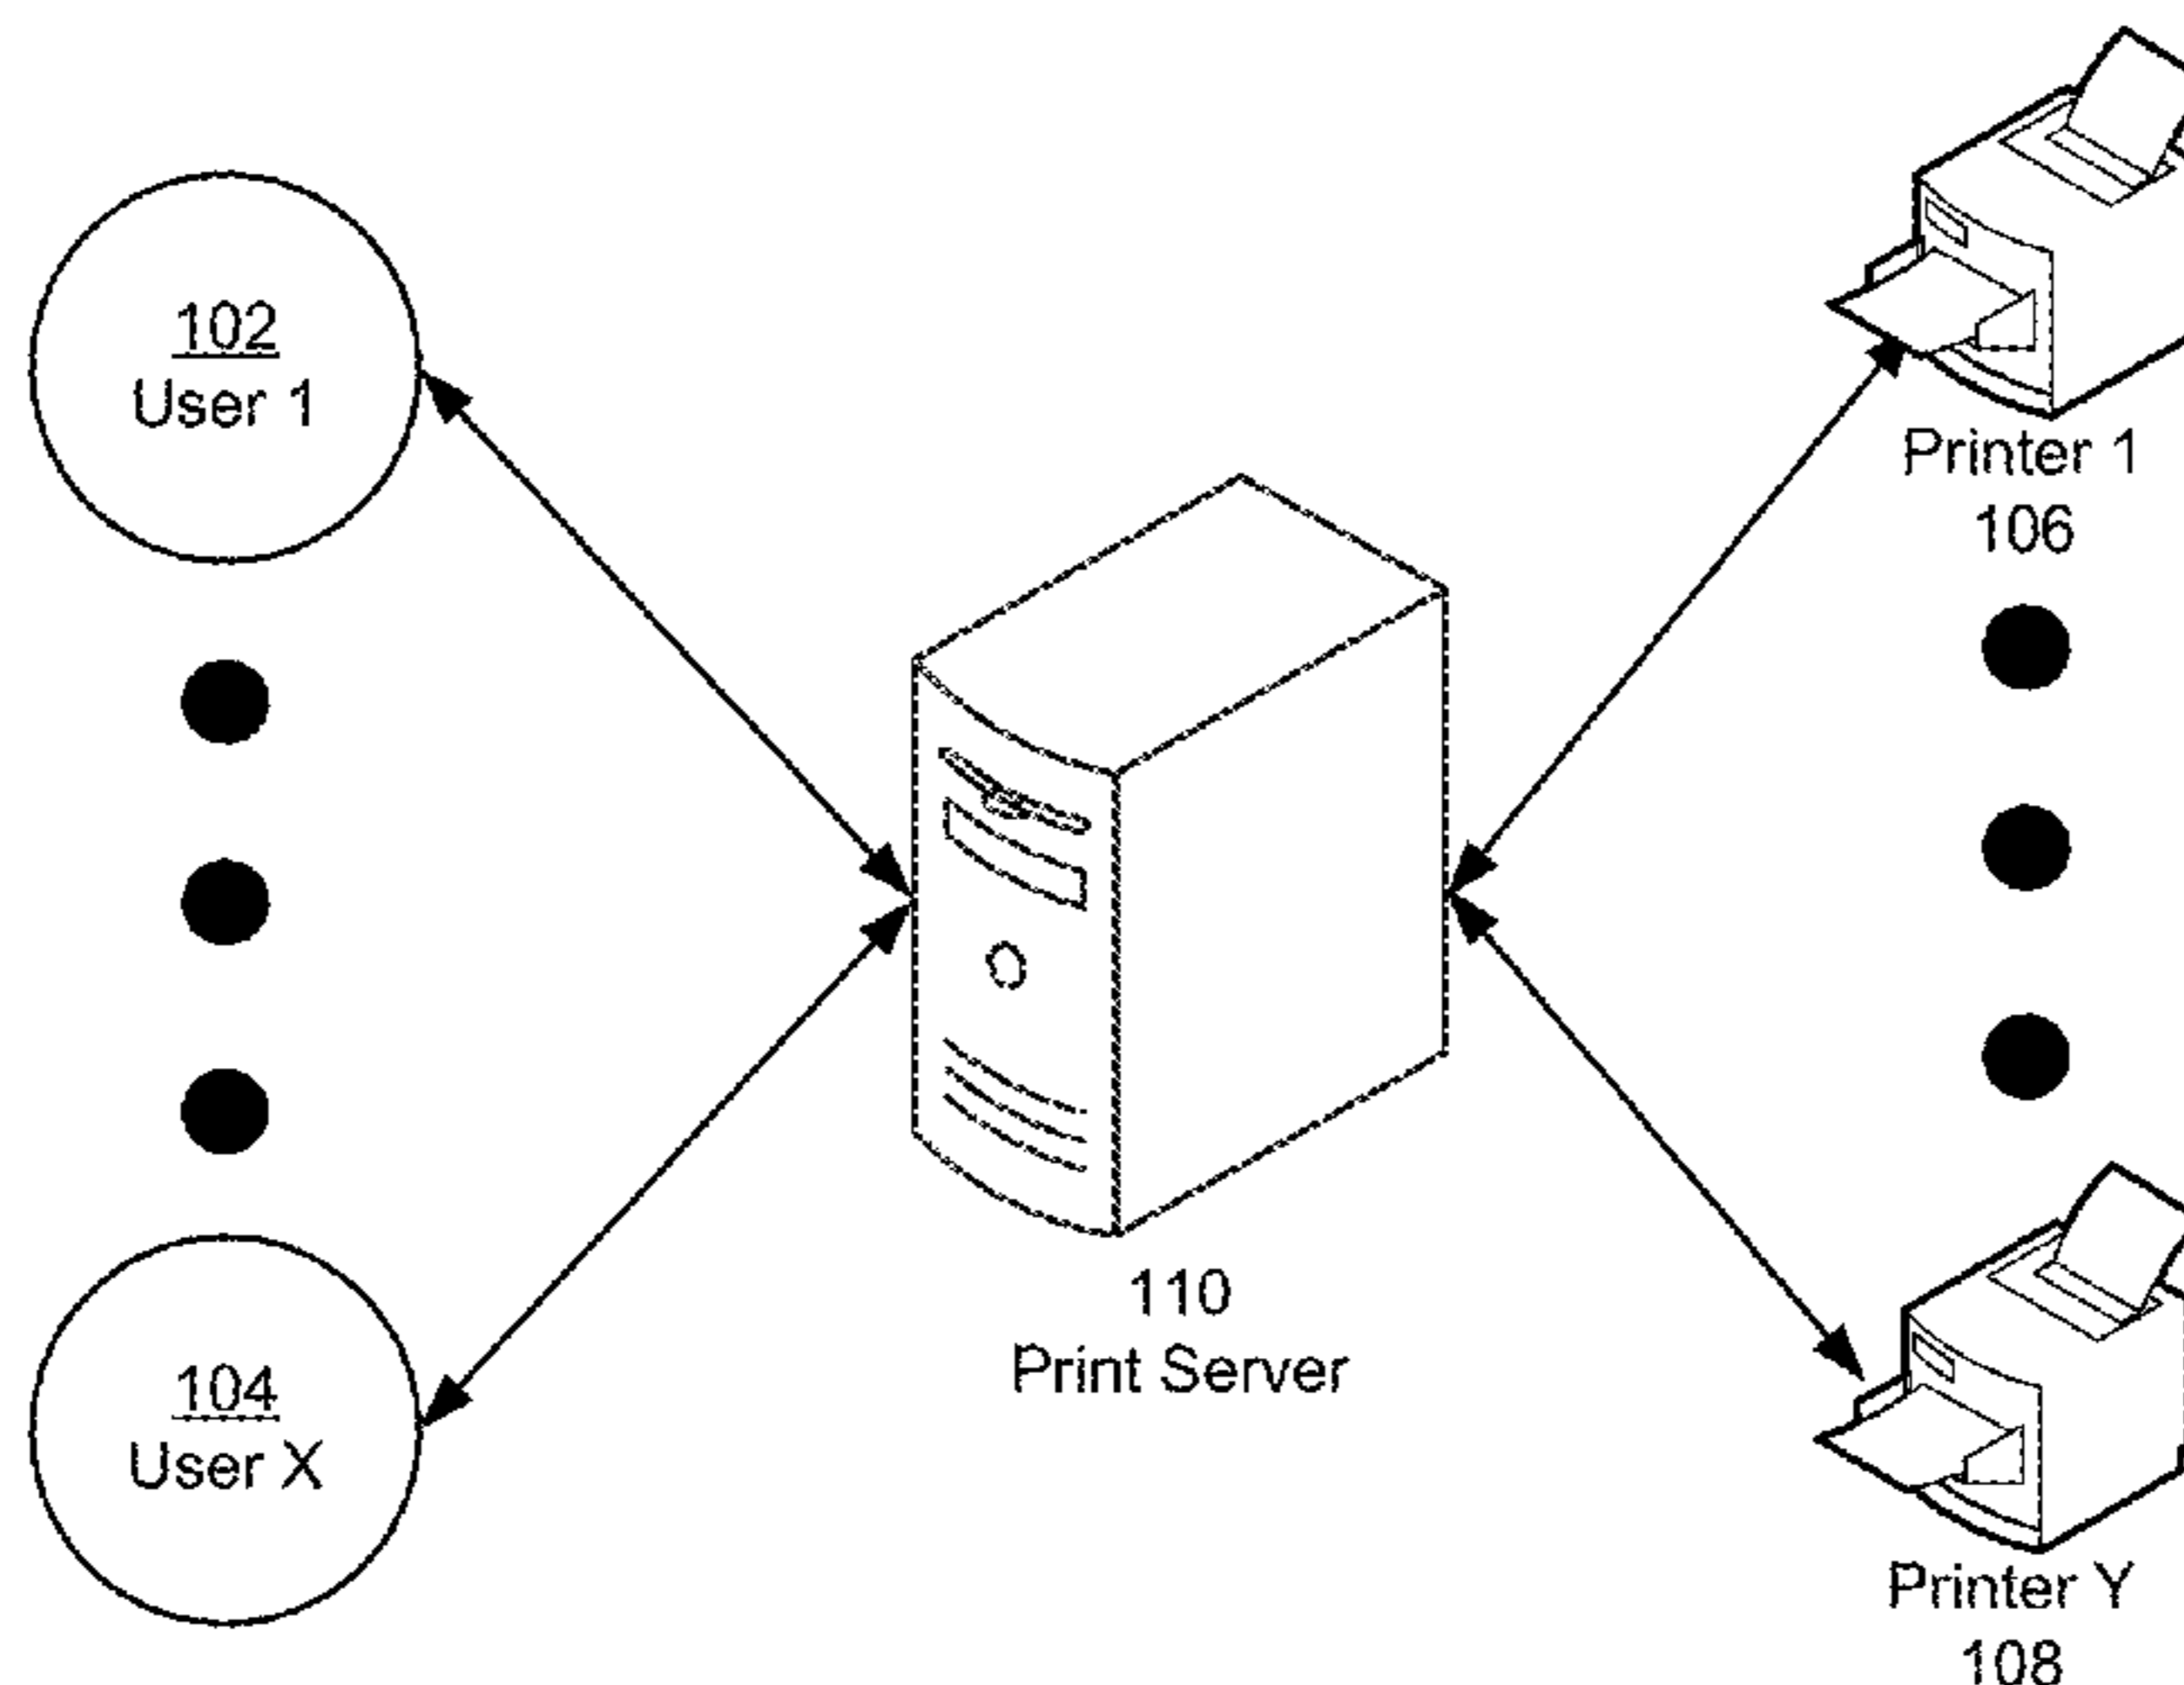 102
User 1
Printer 1
106
110
Print Server
104
User X
Printer Y
108